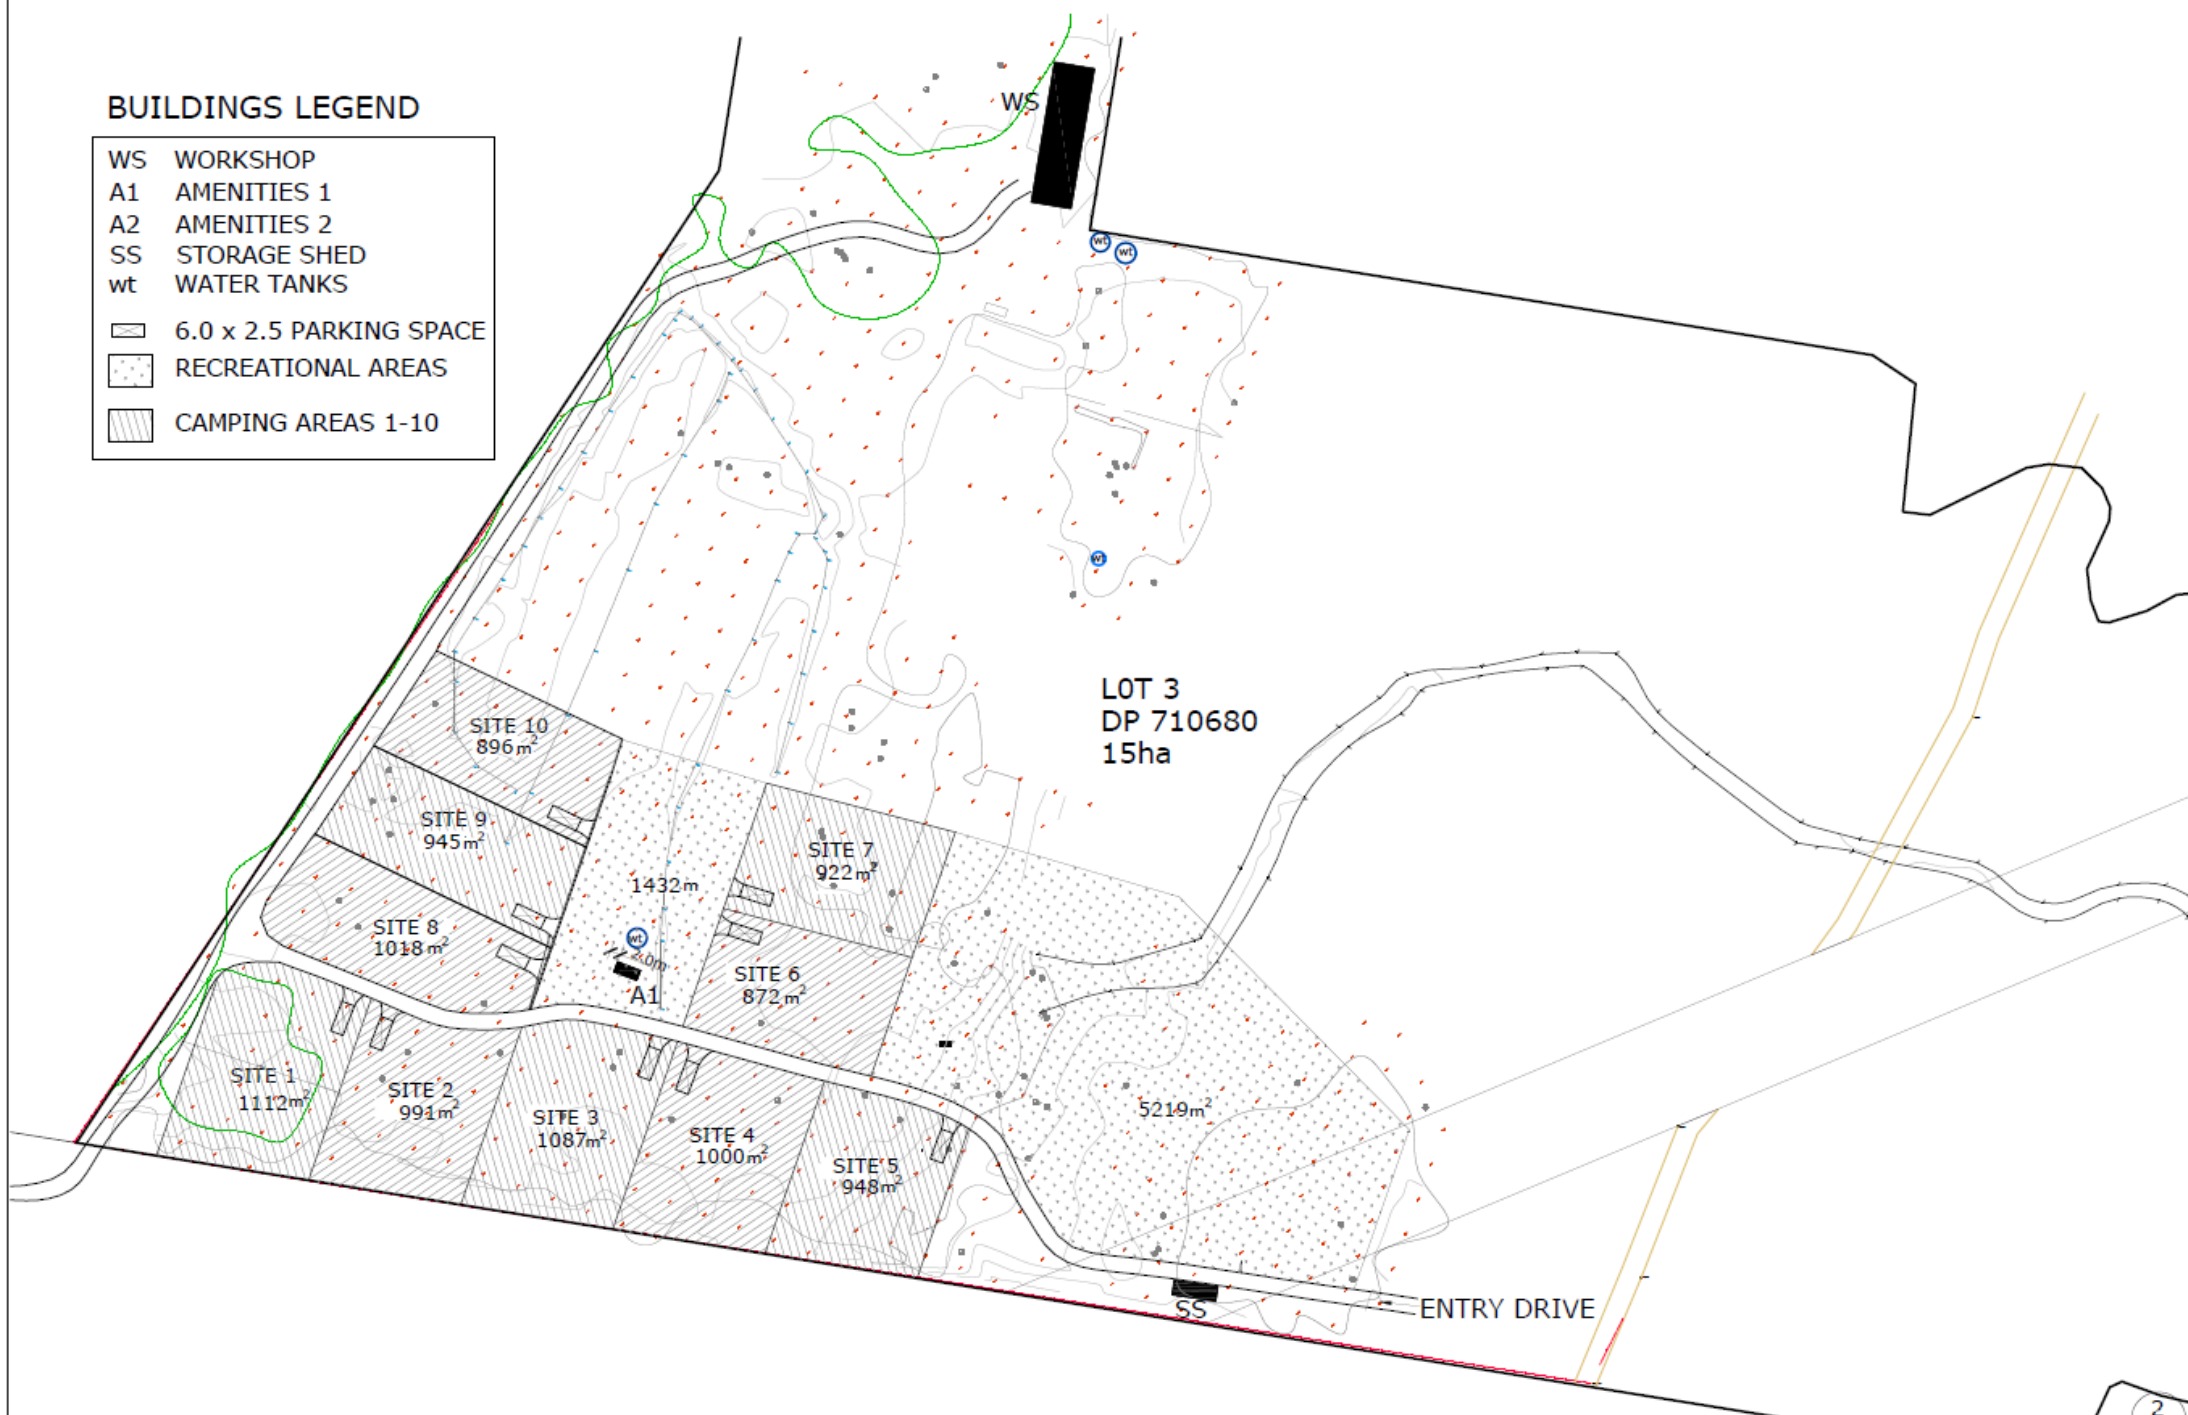 BUILDINGS LEGEND
WS WORKSHOP
A1 AMENITIES 1
A2 AMENITIES 2
SS STORAGE SHED
wt WATER TANKS
6.0 x 2.5 PARKING SPACE
RECREATIONAL AREAS
CAMPING AREAS 1-10
WS
wt
wt
wt
LOT 3
DP 710680
15ha
SITE 10
896m²
SITE 9
945m²
SITE 8
1018m²
SITE 7
922m²
1432m
wt
2.0m
A1
SITE 6
872m²
SITE 1
1112m²
SITE 2
991m²
SITE 3
1087m²
SITE 4
1000m²
SITE 5
948m²
5219m²
SS
ENTRY DRIVE
2